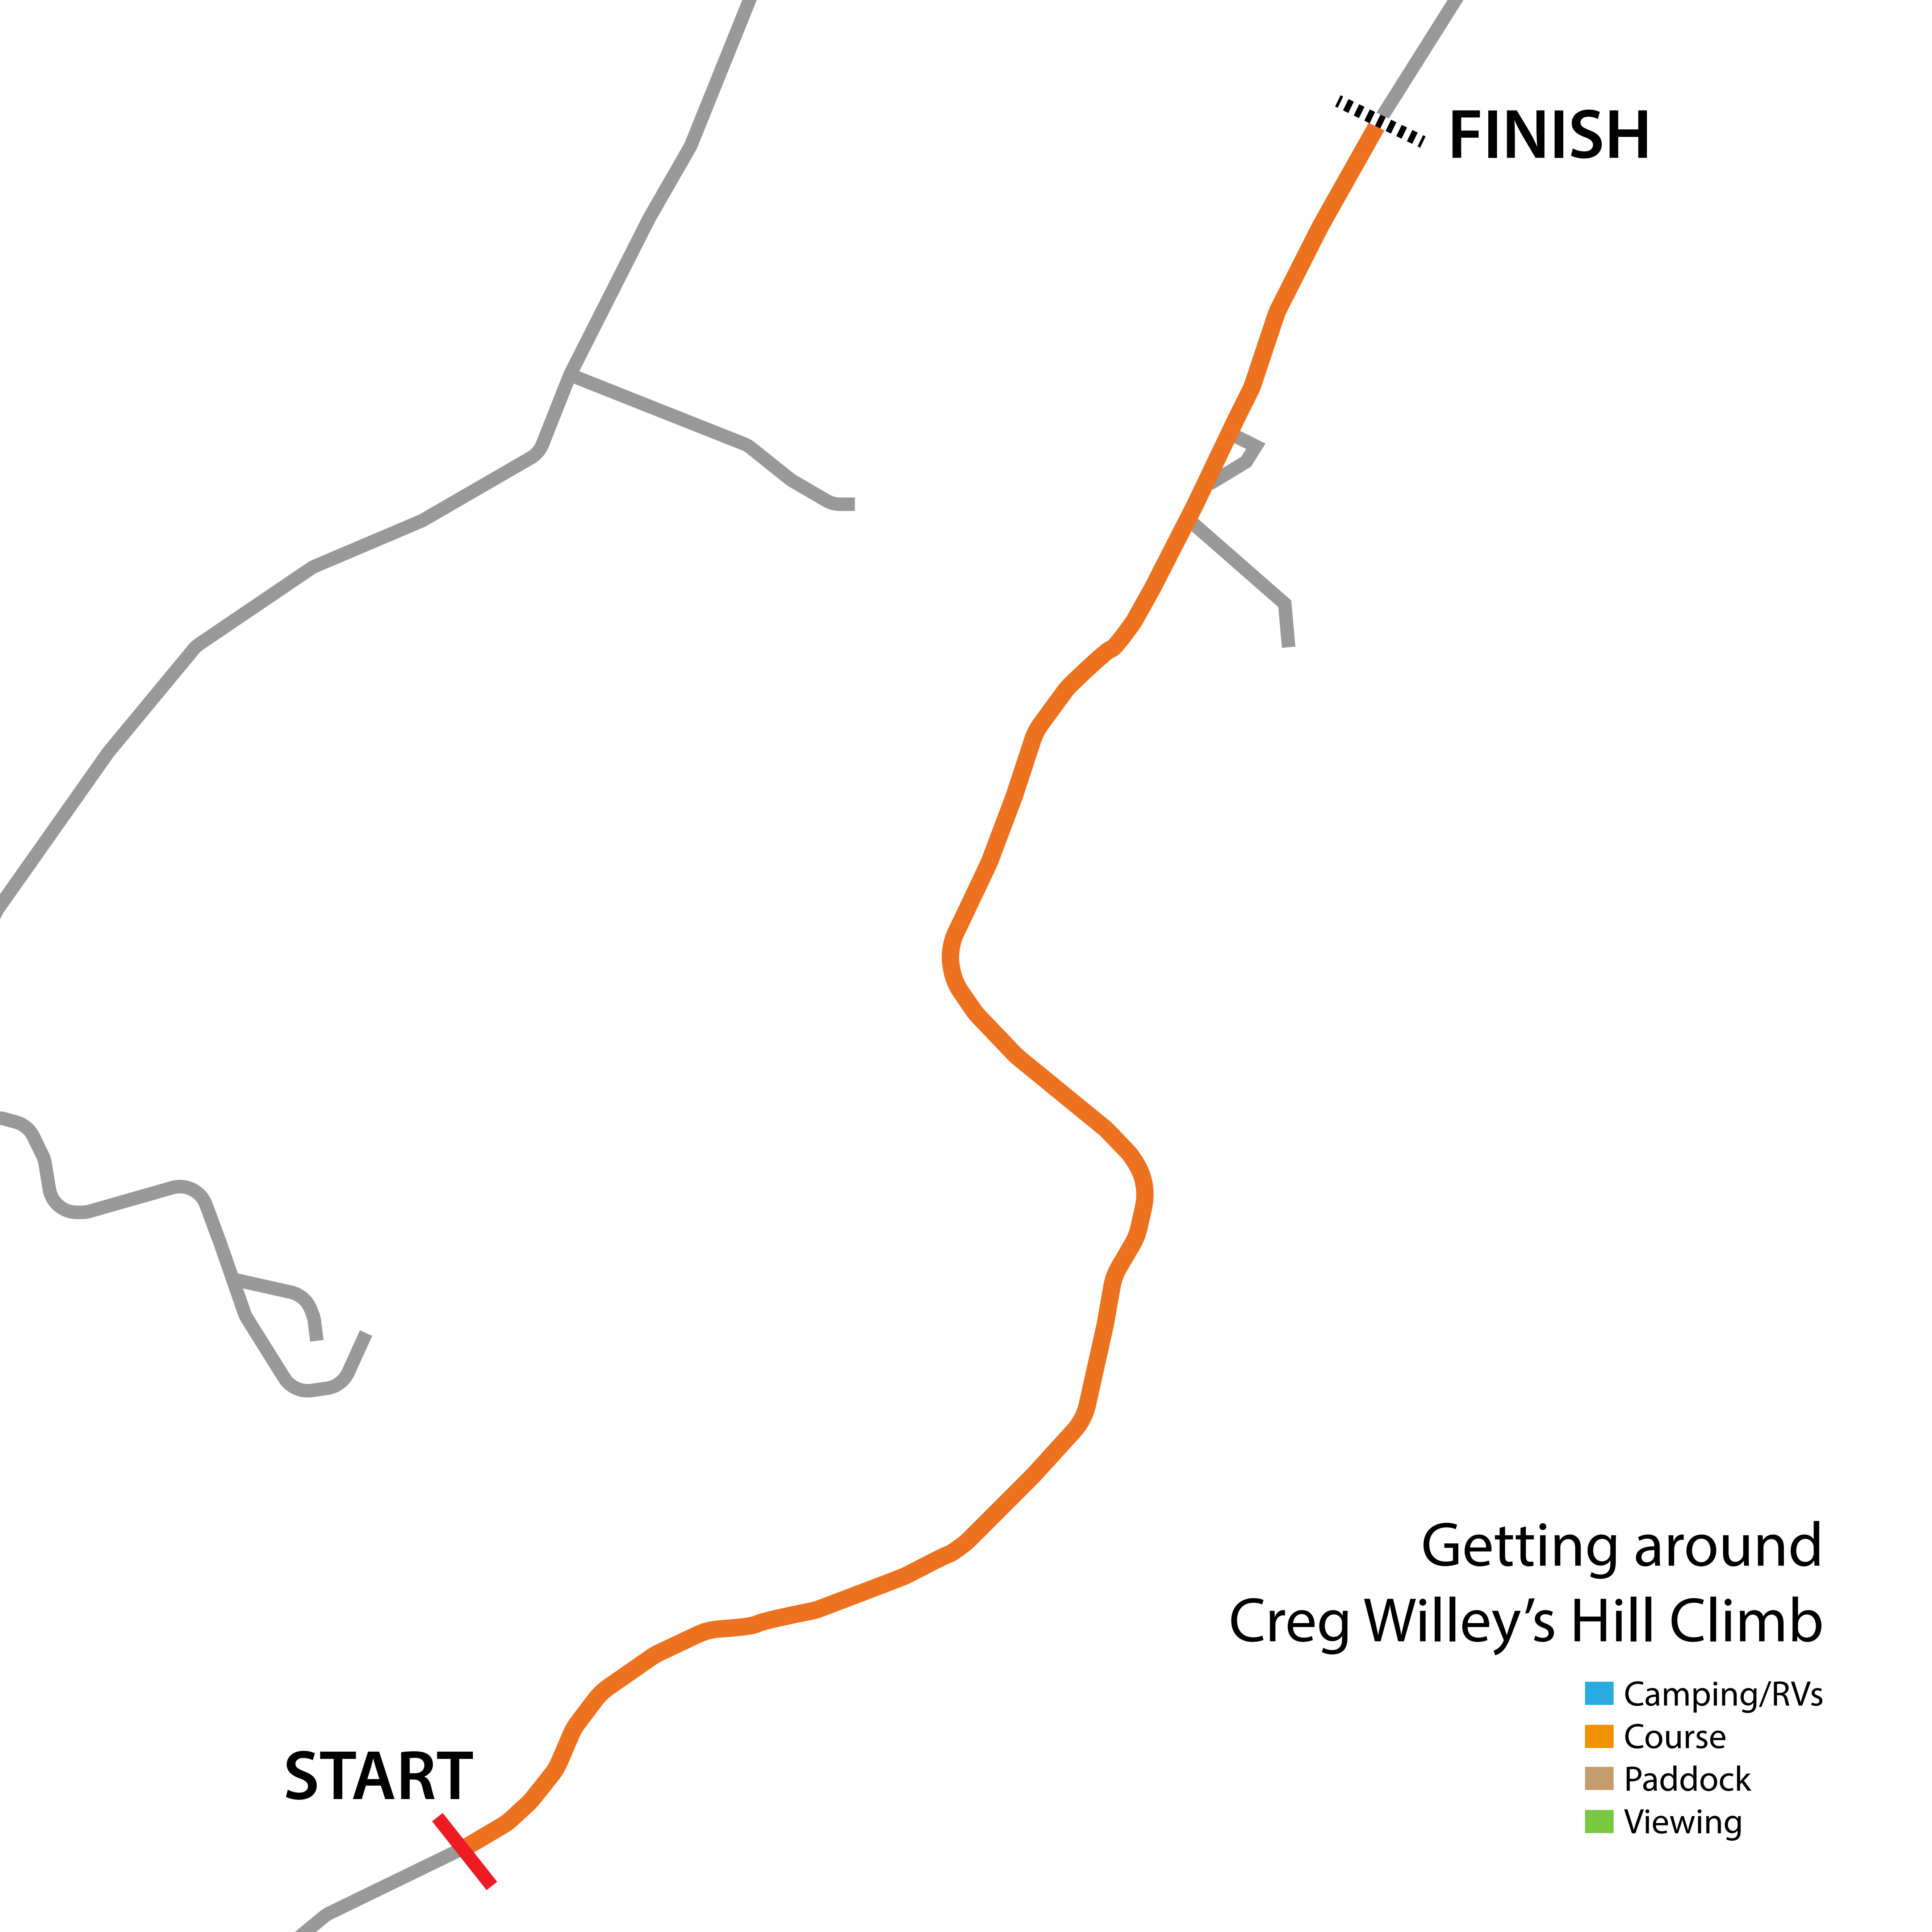 FINISH
START
Getting around
Creg Willey’s Hill Climb
Camping/RVs
Course
Paddock
Viewing